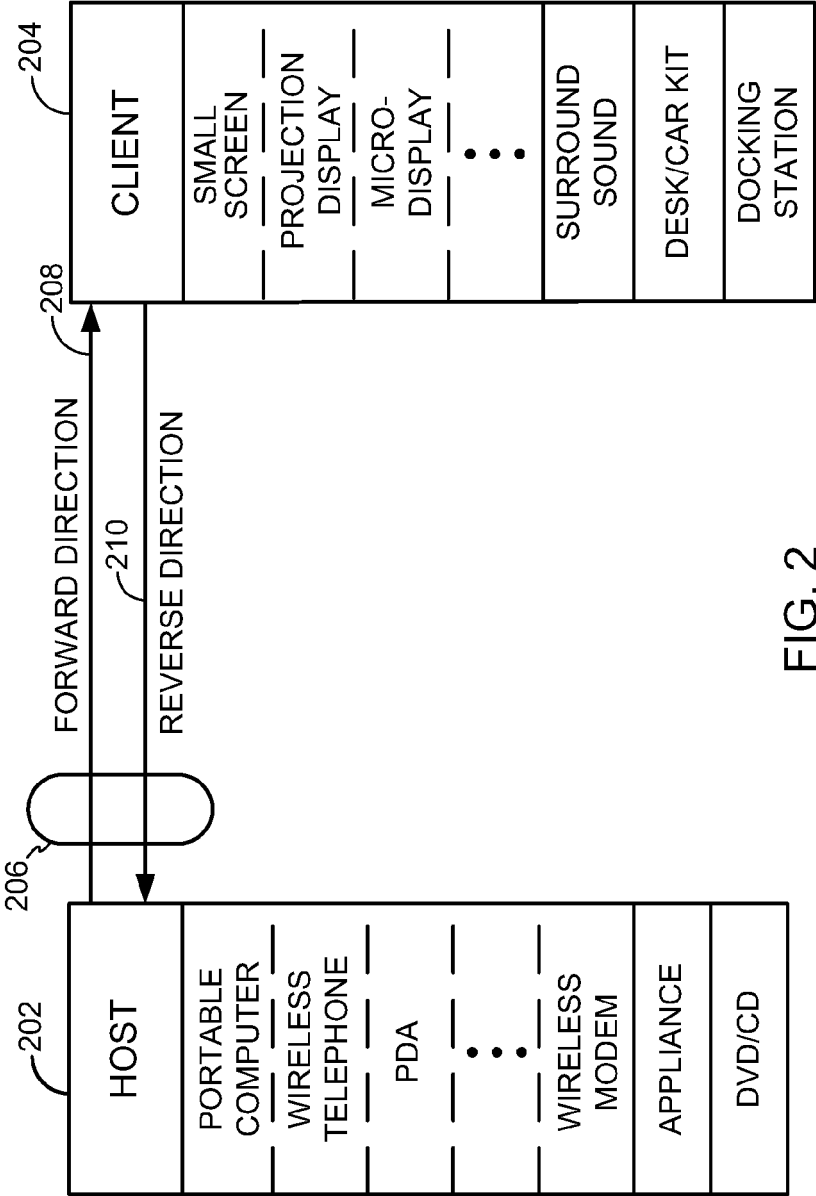 202
HOST
PORTABLE
COMPUTER
WIRELESS
TELEPHONE
PDA
• • •
WIRELESS
MODEM
APPLIANCE
DVD/CD
206
FORWARD DIRECTION
208
210
REVERSE DIRECTION
204
CLIENT
SMALL
SCREEN
PROJECTION
DISPLAY
MICRO-
DISPLAY
• • •
SURROUND
SOUND
DESK/CAR KIT
DOCKING
STATION
FIG. 2